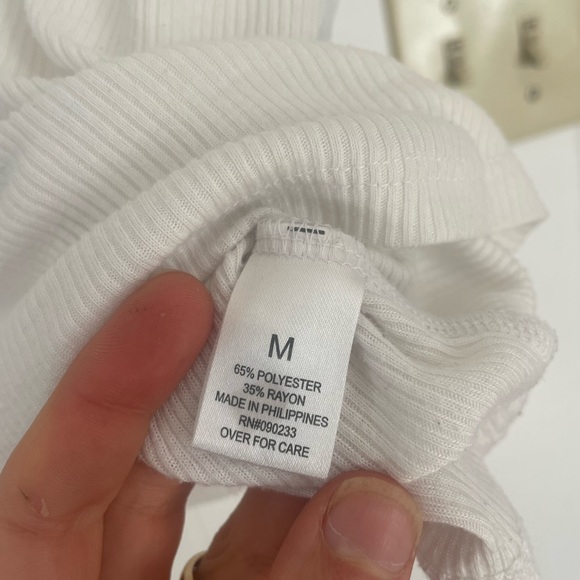 M
65% POLYESTER
35% RAYON
MADE IN PHILIPPINES
RN#090233
OVER FOR CARE